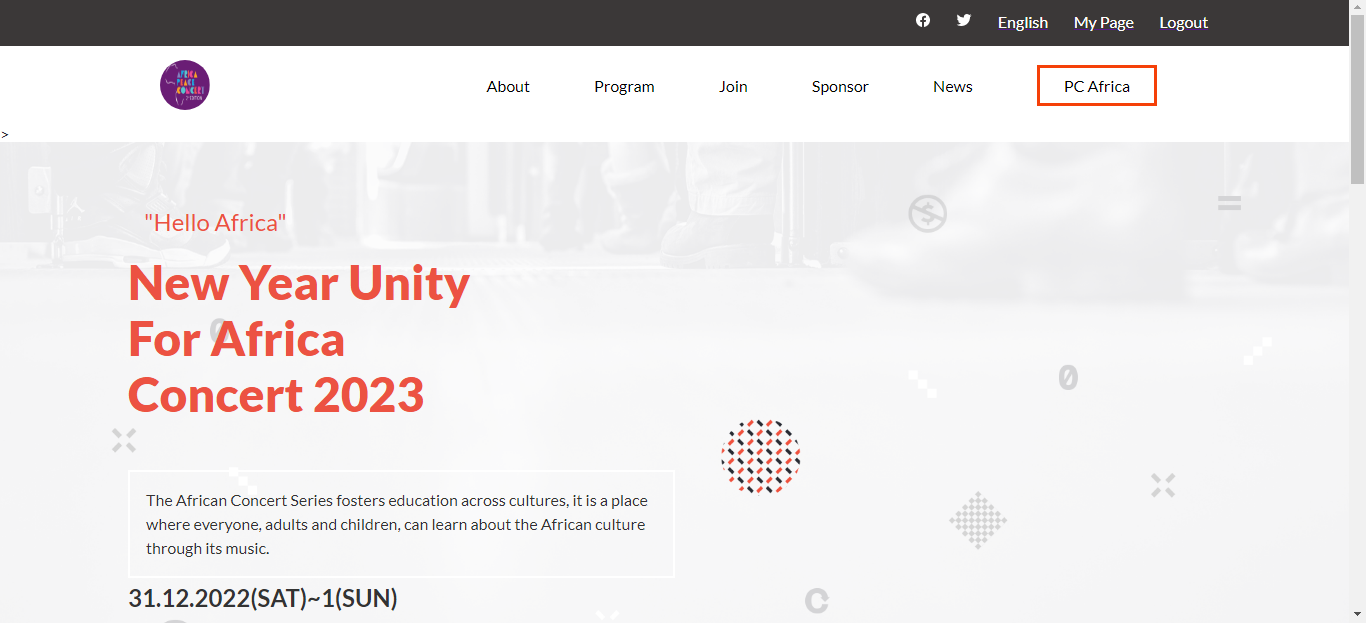 English My Page Logout
AFRICA
PEACE
CONCERT
About Program Join Sponsor News PC Africa
>
"Hello Africa"
New Year Unity
For Africa
Concert 2023
The African Concert Series fosters education across cultures, it is a place
where everyone, adults and children, can learn about the African culture
through its music.
31.12.2022(SAT)~1(SUN)